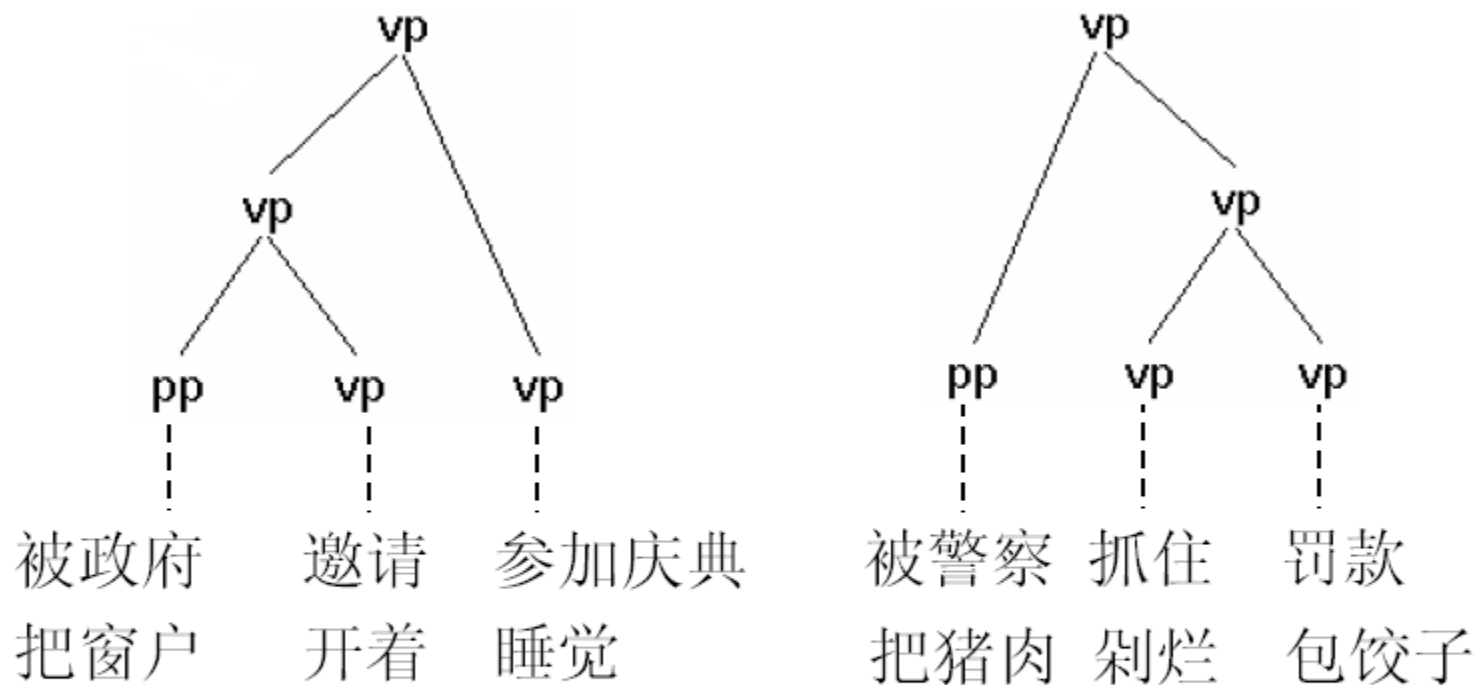 vp vp
vp vp
pp vp vp pp vp vp
被政府 邀请 参加庆典 被警察 抓住 罚款
把窗户 开着 睡觉 把猪肉 剁烂 包饺子